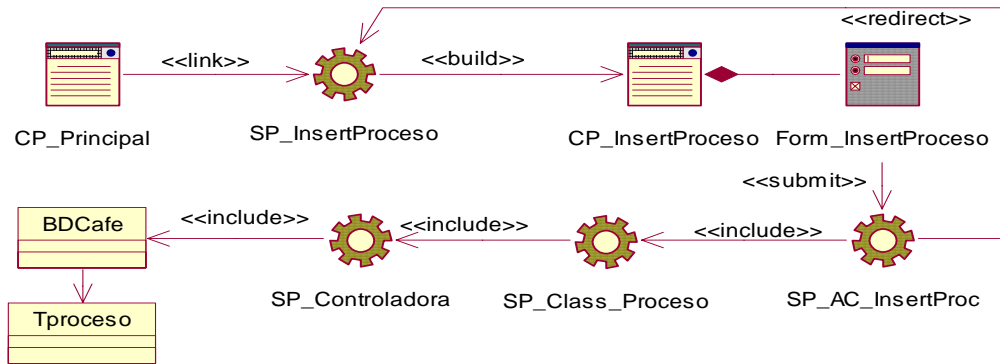 <<redirect>>
<<link>>
<<build>>
CP_Principal
SP_InsertProceso
CP_InsertProceso
Form_InsertProceso
<<submit>>
BDCafe
<<include>>
<<include>>
<<include>>
SP_Controladora
SP_Class_Proceso
SP_AC_InsertProc
Tproceso